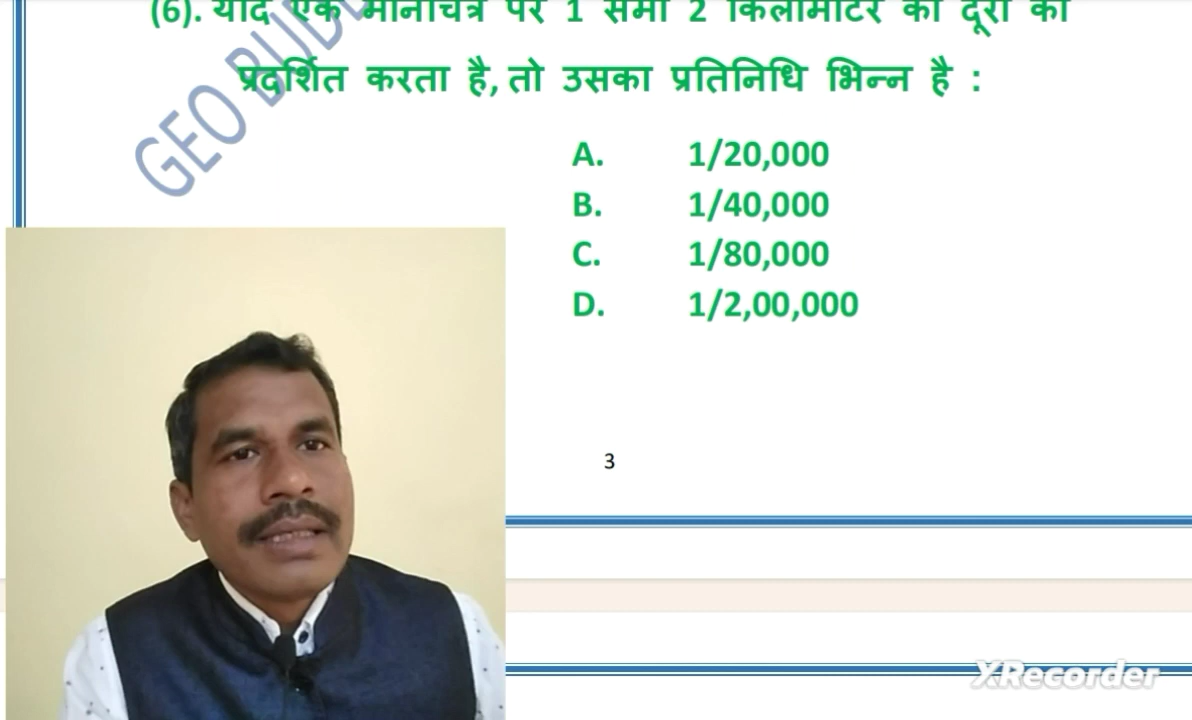 (6). यदि एक मानचित्र पर 1 सेमी 2 किलोमीटर की दूरी को
प्रदर्शित करता है, तो उसका प्रतिनिधि भिन्न है :
GEO
A. 1/20,000
B. 1/40,000
C. 1/80,000
D. 1/2,00,000
3
XRecorder